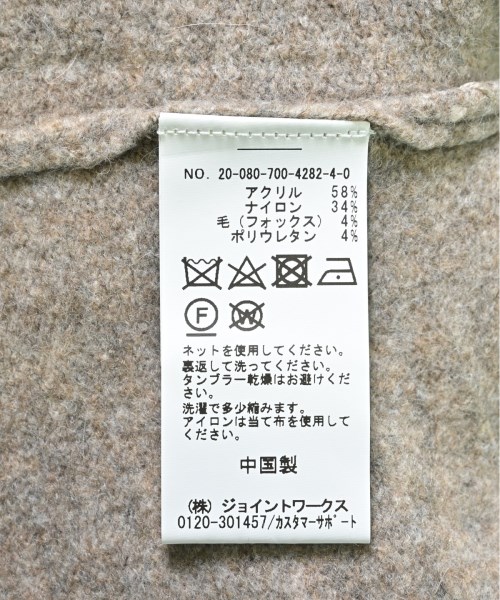 NO. 20-080-700-4282-4-0
アクリル 58%
ナイロン 34%
毛(フォックス) 4%
ポリウレタン 4%
F W
ネットを使用してください。
裏返して洗ってください。
タンブラー乾燥はお避けくだ
さい。
洗濯で多少縮みます。
アイロンは当て布を使用して
ください。
中国製
(株)ジョイントワークス
0120-301457/カスタマーサポート